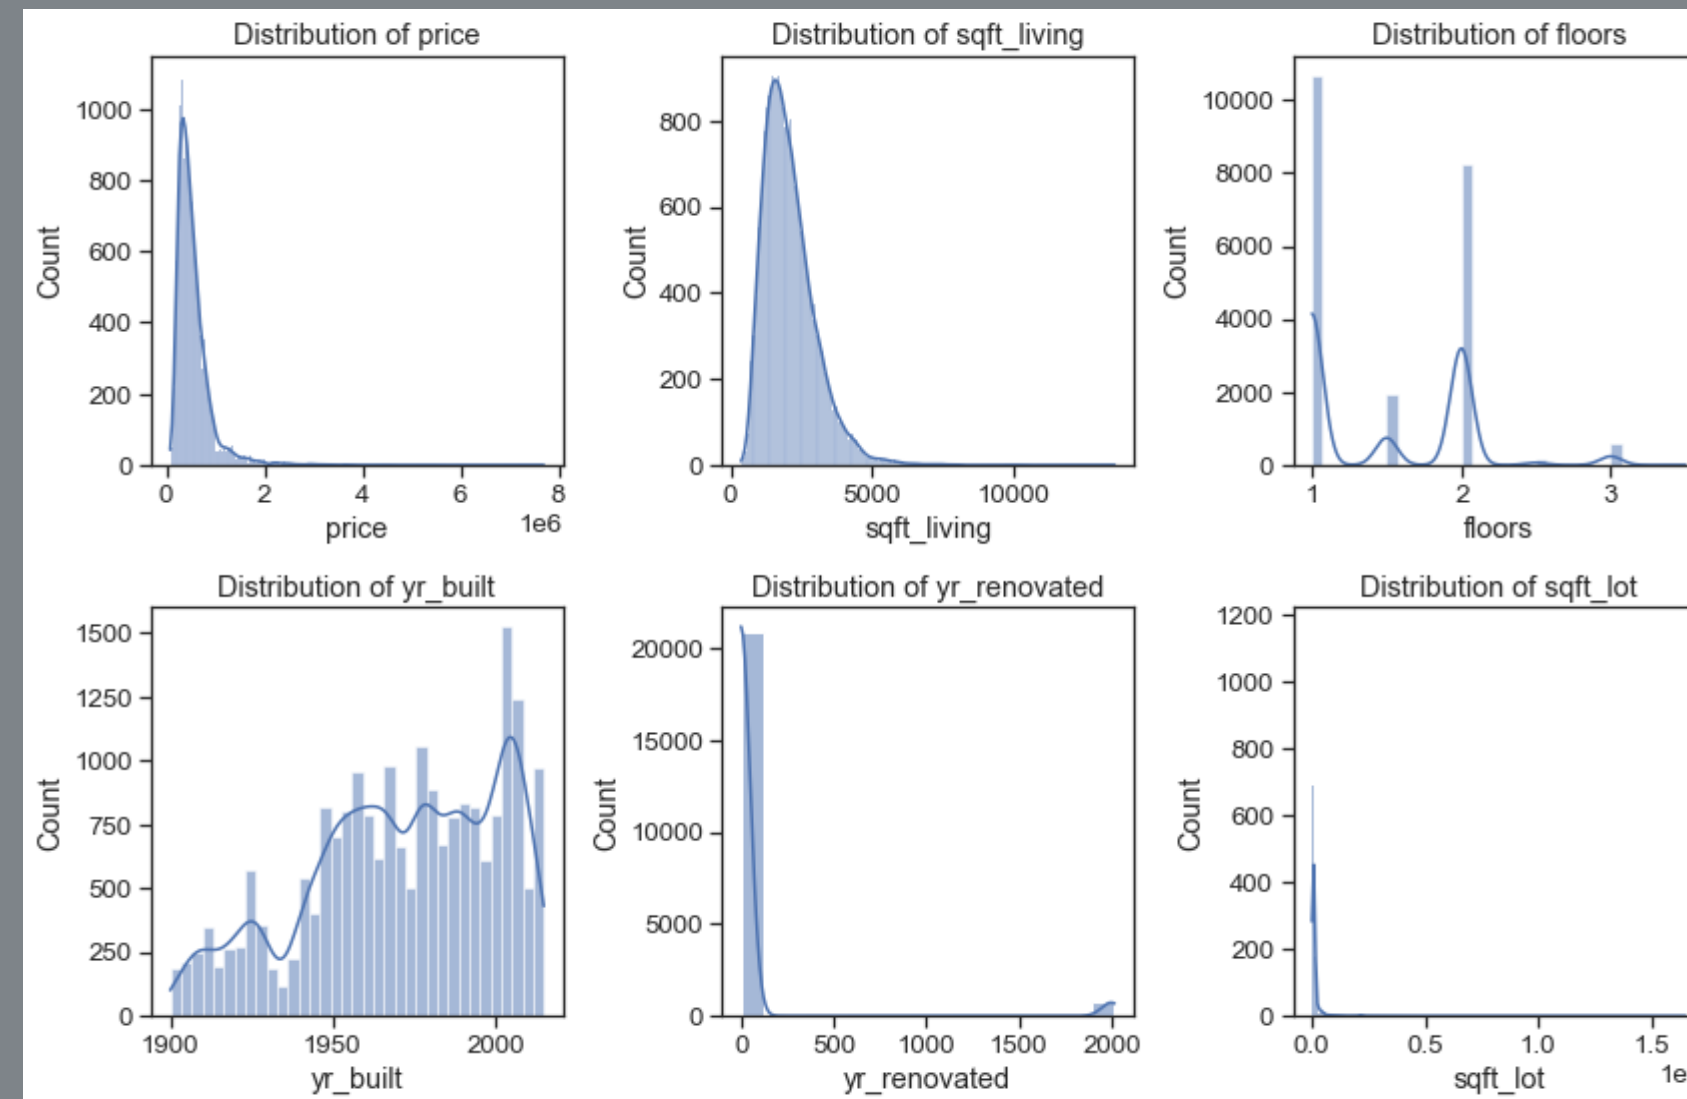 Distribution of price
1000
800
600
400
200
0
Count
0 2 4 6 8
1e6
price
Distribution of sqft_living
800
600
400
200
0
Count
0 5000 10000
sqft_living
Distribution of floors
10000
8000
6000
4000
2000
0
Count
1 2 3
floors
Distribution of yr_built
1500
1250
1000
750
500
250
0
Count
1900 1950 2000
yr_built
Distribution of yr_renovated
20000
15000
10000
5000
0
Count
0 500 1000 1500 2000
yr_renovated
Distribution of sqft_lot
1200
1000
800
600
400
200
0
Count
0.0 0.5 1.0 1.5
1e
sqft_lot